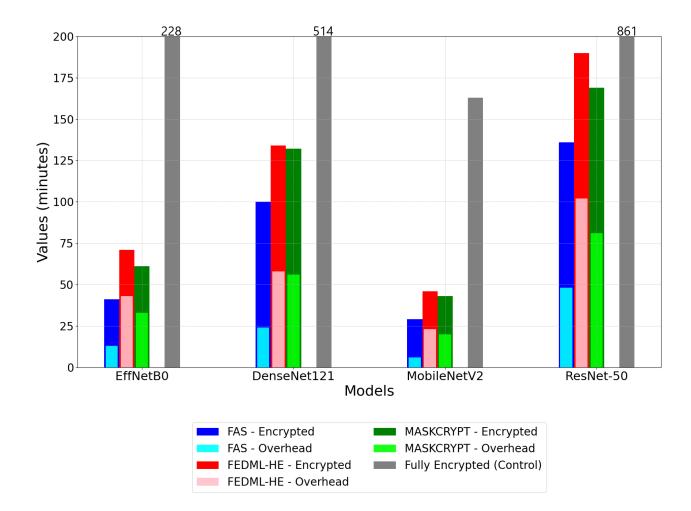 228 514 861
200
175
150
125
100
75
50
25
0
Values (minutes)
EffNetB0 DenseNet121 MobileNetV2 ResNet-50
Models
FAS - Encrypted
FAS - Overhead
FEDML-HE - Encrypted
FEDML-HE - Overhead
MASKCRYPT - Encrypted
MASKCRYPT - Overhead
Fully Encrypted (Control)